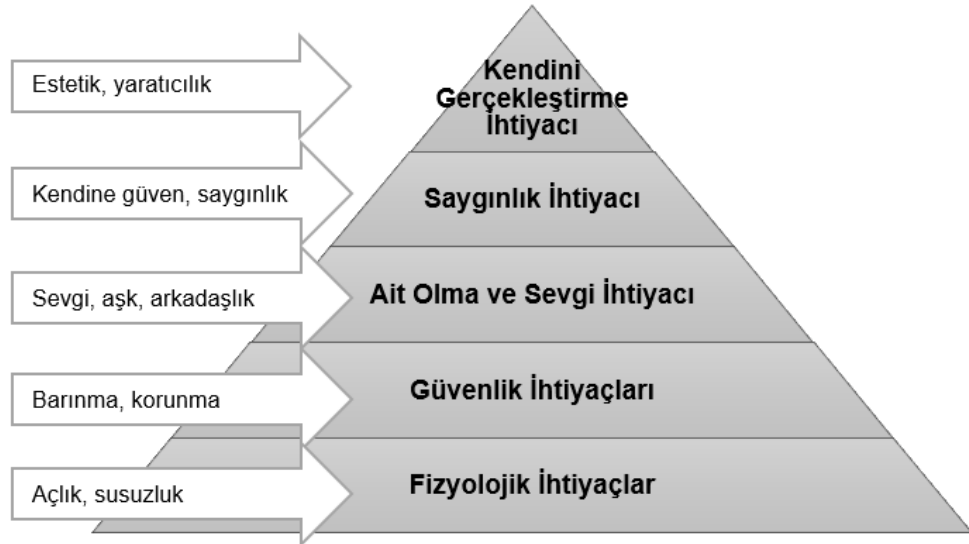 Estetik, yaratıcılık
Kendini
Gerçekleştirme
İhtiyacı
Kendine güven, saygınlık
Saygınlık İhtiyacı
Sevgi, aşk, arkadaşlık
Ait Olma ve Sevgi İhtiyacı
Barınma, korunma
Güvenlik İhtiyaçları
Açlık, susuzluk
Fizyolojik İhtiyaçlar